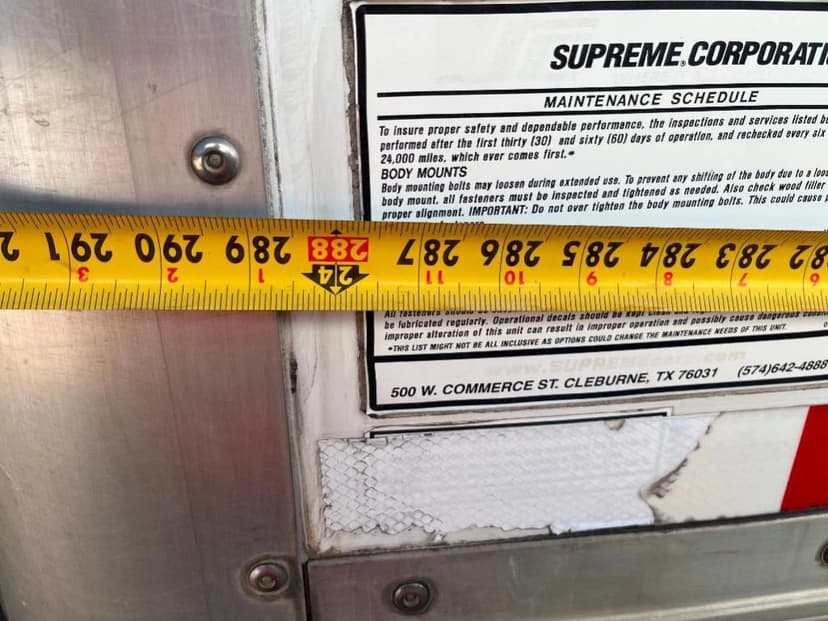 SUPREME CORPORATI
MAINTENANCE SCHEDULE
To insure proper safety and dependable performance, the inspections and services listed be
performed after the first thirty (30) and sixty (60) days of operation, and rechecked every six
24,000 miles, which ever comes first.*
BODY MOUNTS
Body mounting bolts may loosen during extended use. To prevent any shifting of the body due to a loos
body mount, all fasteners must be inspected and tightened as needed. Also check wood filler
proper alignment. IMPORTANT: Do not over tighten the body mounting bolts. This could cause
2 291 290 289 288 287 286 285 284 283 282
3 2 1 24 11 10 9 8 7 6
be lubricated regularly. Operational decals should be kept
improper alteration of this unit can result in improper operation and possibly cause dangerous
*THIS LIST MIGHT NOT BE ALL INCLUSIVE AS OPTIONS COULD CHANGE THE MAINTENANCE NEEDS OF THIS UNIT.
500 W. COMMERCE ST. CLEBURNE, TX 76031 (574)642-4888